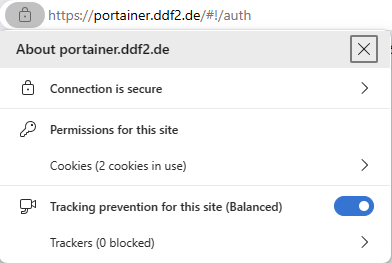 https://portainer.ddf2.de/#!/auth
About portainer.ddf2.de
Connection is secure
Permissions for this site
Cookies (2 cookies in use)
Tracking prevention for this site (Balanced)
Trackers (0 blocked)